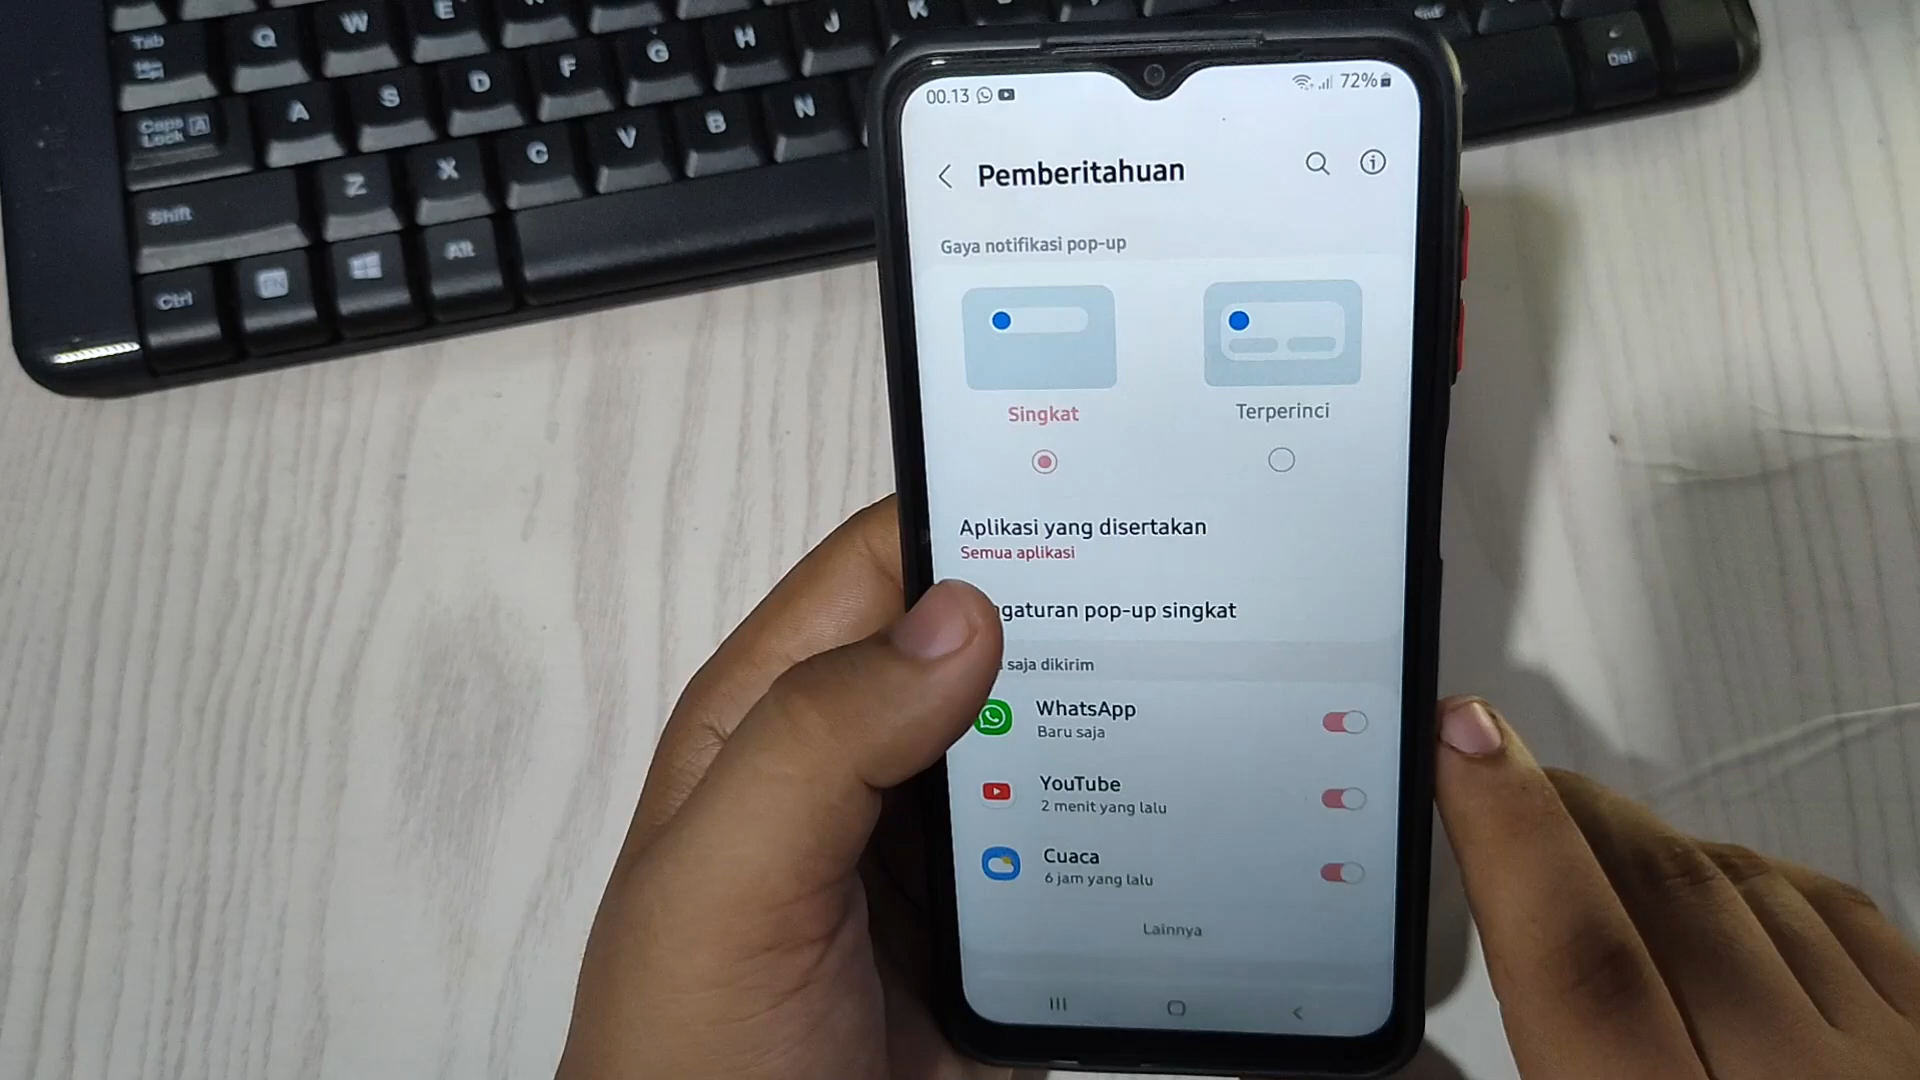 Tab Q W E J K End Del
Caps Lock A A S D F G H
Shift Z X C V B N
Ctrl FN Alt
00.13 72%
Pemberitahuan
Gaya notifikasi pop-up
Singkat Terperinci
Aplikasi yang disertakan
Semua aplikasi
gaturan pop-up singkat
saja dikirim
WhatsApp
Baru saja
YouTube
2 menit yang lalu
Cuaca
6 jam yang lalu
Lainnya